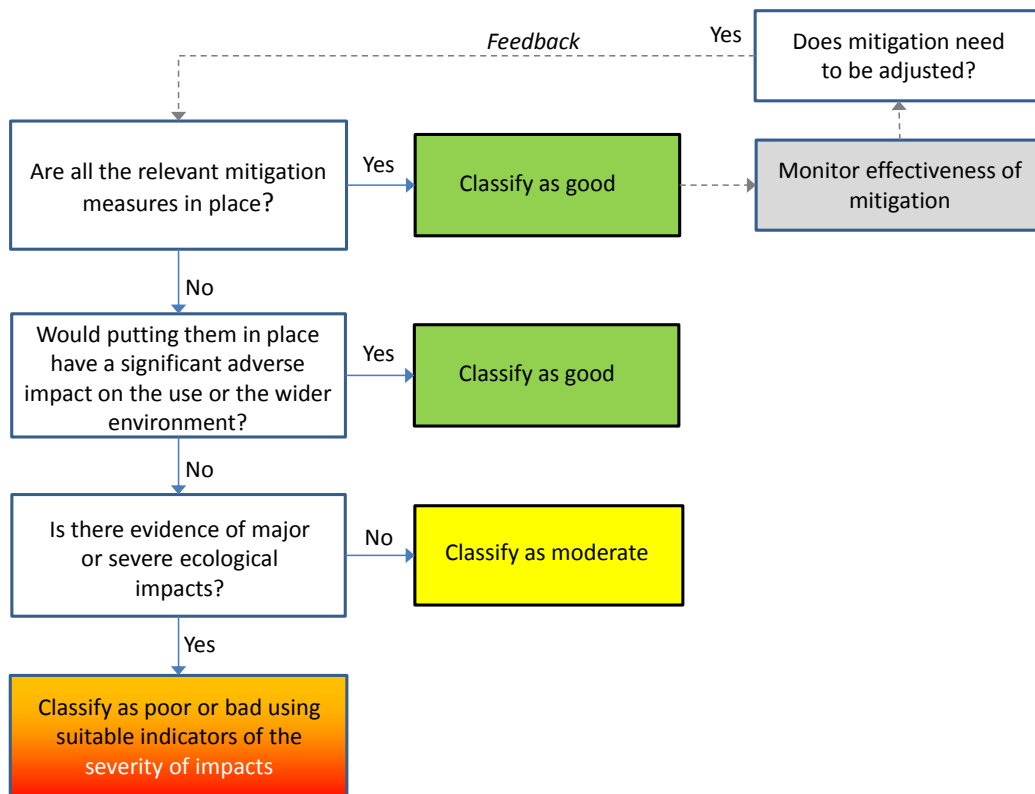 Feedback
Yes
Does mitigation need
to be adjusted?
Are all the relevant mitigation
measures in place?
Yes
Classify as good
Monitor effectiveness of
mitigation
No
Would putting them in place
have a significant adverse
impact on the use or the wider
environment?
Yes
Classify as good
No
Is there evidence of major
or severe ecological
impacts?
No
Classify as moderate
Yes
Classify as poor or bad using
suitable indicators of the
severity of impacts